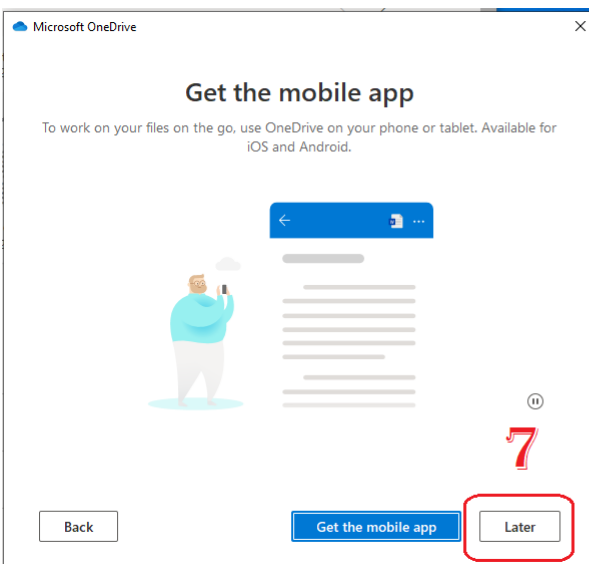 Microsoft OneDrive
Get the mobile app
To work on your files on the go, use OneDrive on your phone or tablet. Available for
iOS and Android.
7
Back
Get the mobile app
Later